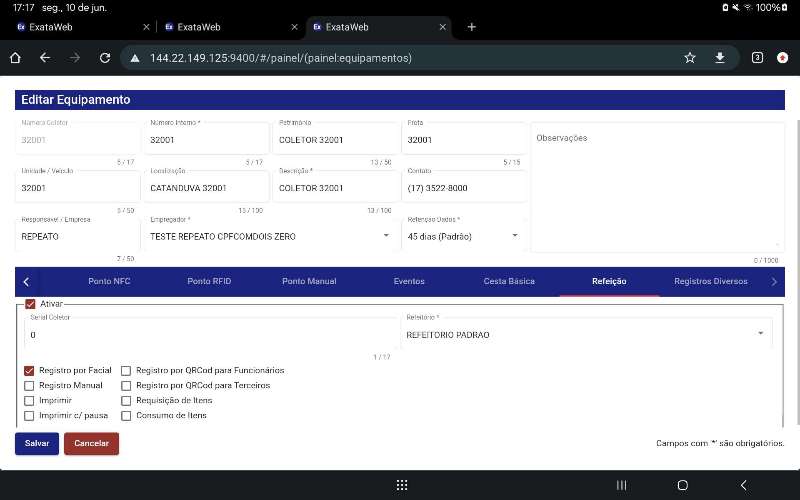 17:17 seg., 10 de jun. 100%
ExataWeb ExataWeb ExataWeb
144.22.149.125:9400/#/painel/(painel:equipamentos) 3
Editar Equipamento
Número Coletor Número Interno * Patrimônio Frota
32001 32001 COLETOR 32001 32001 Observações
5 / 17 5 / 17 13 / 50 5 / 15
Unidade / Veículo Localização Descrição * Contato
32001 CATANDUVA 32001 COLETOR 32001 (17) 3522-8000
5 / 50 15 / 100 13 / 100
Responsável / Empresa Empregador * Retenção Dados *
REPEATO TESTE REPEATO CPFCOMDOIS ZERO 45 dias (Padrão)
7 / 50 0 / 1000
Ponto NFC Ponto RFID Ponto Manual Eventos Cesta Básica Refeição Registros Diversos
Ativar
Serial Coletor Refeitório *
0 REFEITORIO PADRAO
1 / 17
Registro por Facial Registro por QRCod para Funcionários
Registro Manual Registro por QRCod para Terceiros
Imprimir Requisição de Itens
Imprimir c/ pausa Consumo de Itens
Salvar Cancelar Campos com '*' são obrigatórios.